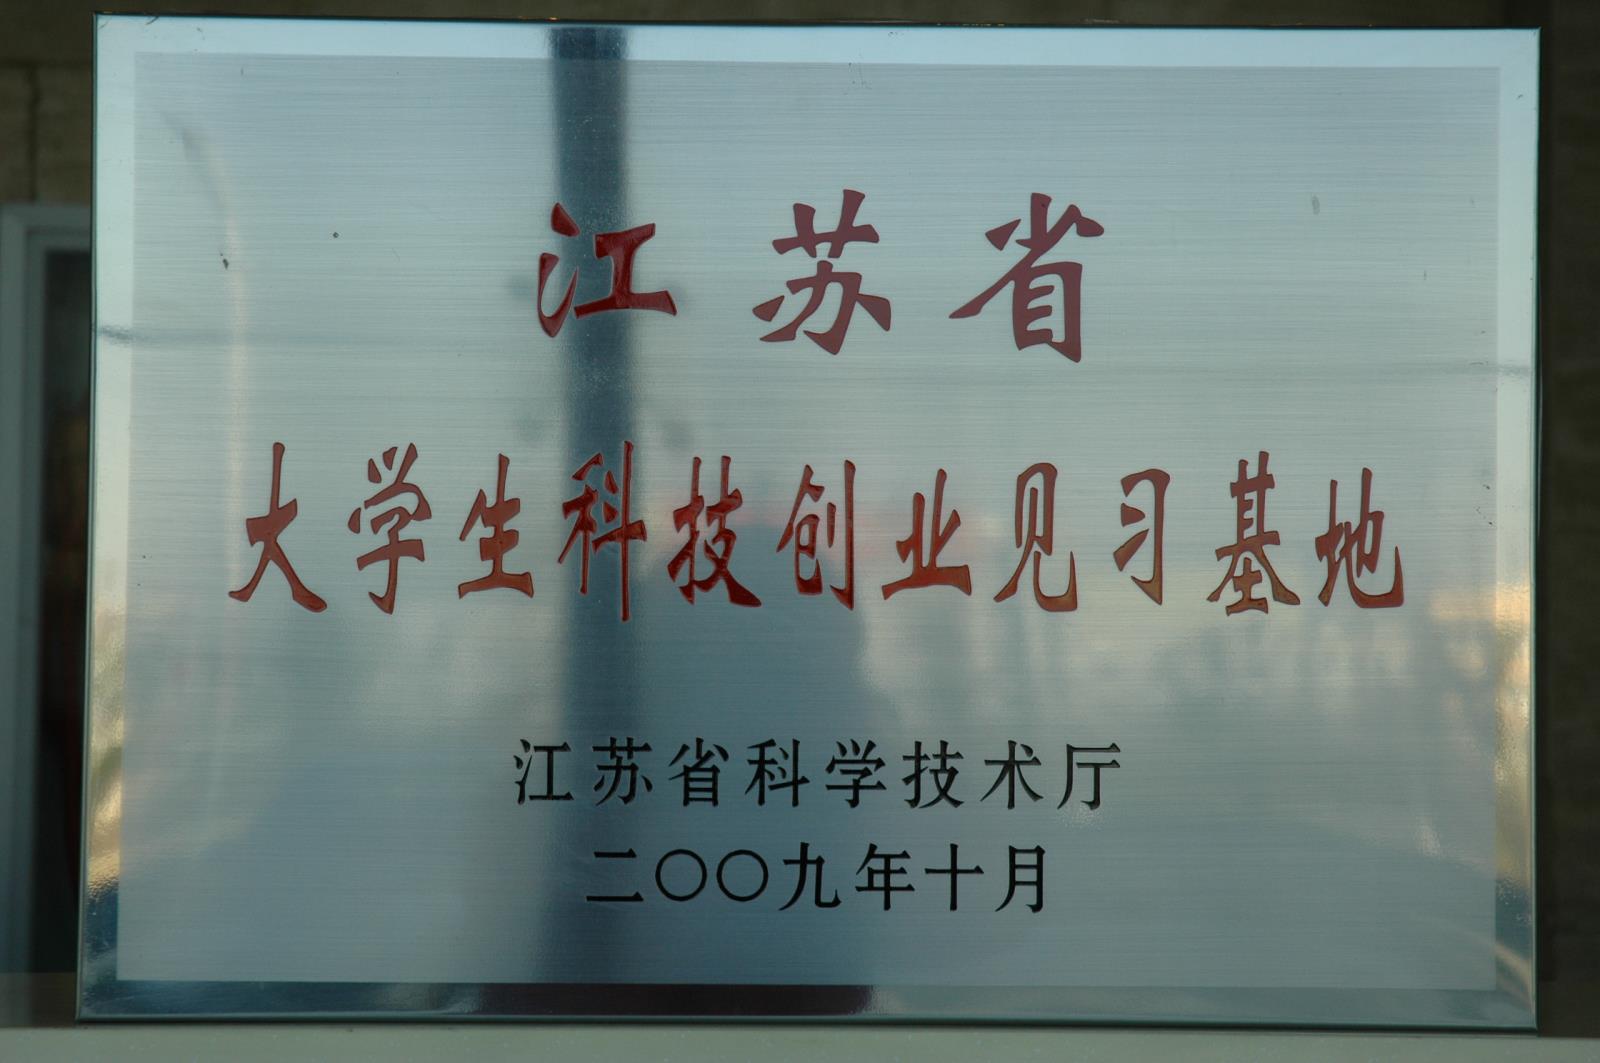 江苏省
大学生科技创业见习基地
江苏省科学技术厅
二〇〇九年十月